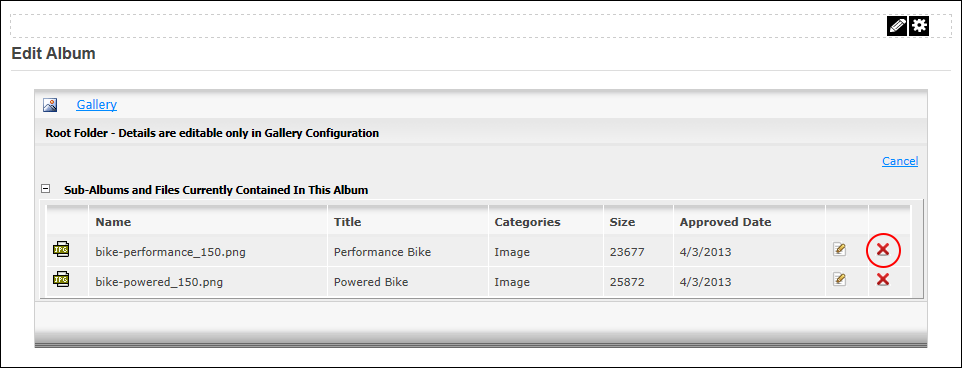 Edit Album
Gallery
Root Folder - Details are editable only in Gallery Configuration
Cancel
Sub-Albums and Files Currently Contained In This Album
Name Title Categories Size Approved Date
JPG bike-performance_150.png Performance Bike Image 23677 4/3/2013
JPG bike-powered_150.png Powered Bike Image 25872 4/3/2013